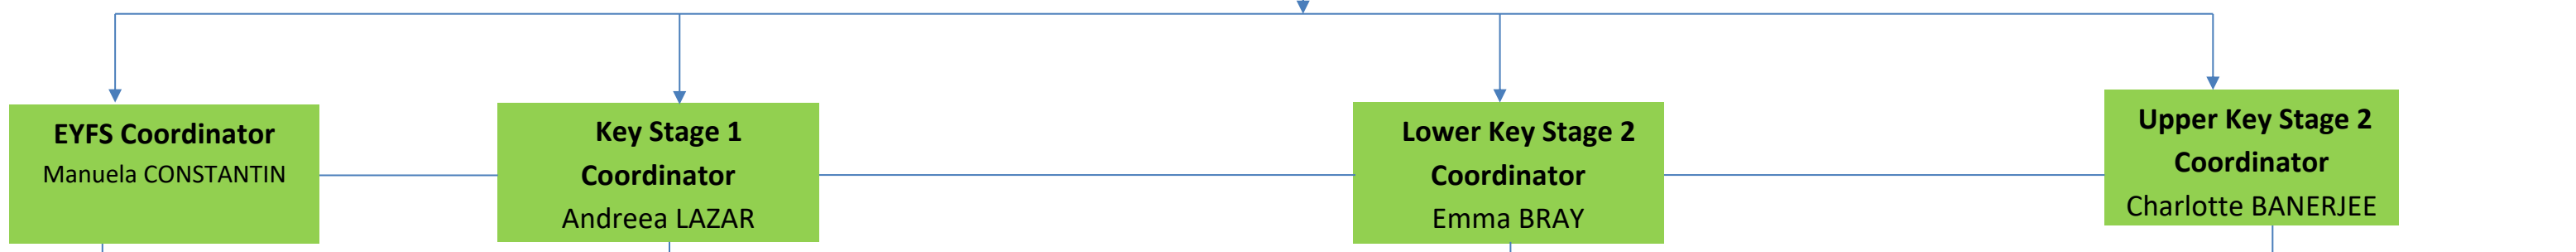 EYFS Coordinator
Manuela CONSTANTIN
Key Stage 1
Coordinator
Andreea LAZAR
Lower Key Stage 2
Coordinator
Emma BRAY
Upper Key Stage 2
Coordinator
Charlotte BANERJEE